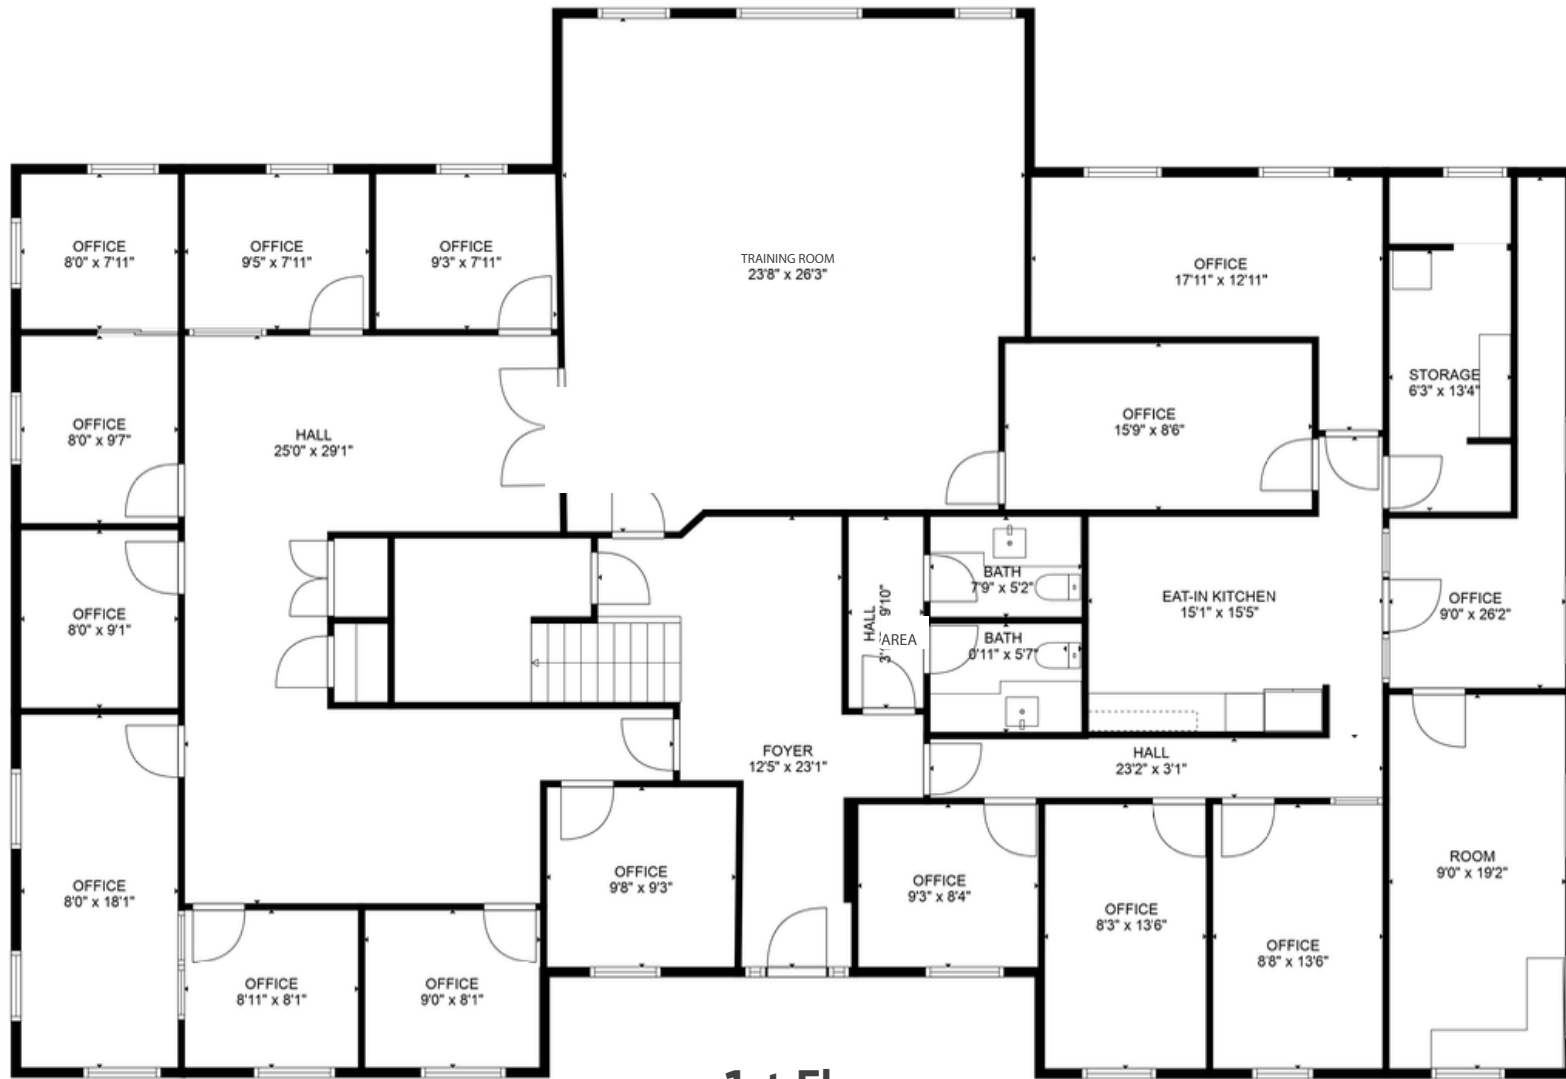 OFFICE
8'0" x 7'11"
OFFICE
9'5" x 7'11"
OFFICE
9'3" x 7'11"
TRAINING ROOM
23'8" x 26'3"
OFFICE
17'11" x 12'11"
STORAGE
6'3" x 13'4"
OFFICE
8'0" x 9'7"
HALL
25'0" x 29'1"
OFFICE
15'9" x 8'6"
OFFICE
8'0" x 9'1"
HALL
9'10"
AREA
BATH
7'9" x 5'2"
BATH
0'11" x 5'7"
EAT-IN KITCHEN
15'1" x 15'5"
OFFICE
9'0" x 26'2"
FOYER
12'5" x 23'1"
HALL
23'2" x 3'1"
OFFICE
8'0" x 18'1"
OFFICE
9'8" x 9'3"
OFFICE
9'3" x 8'4"
OFFICE
8'3" x 13'6"
OFFICE
8'8" x 13'6"
ROOM
9'0" x 19'2"
OFFICE
8'11" x 8'1"
OFFICE
9'0" x 8'1"